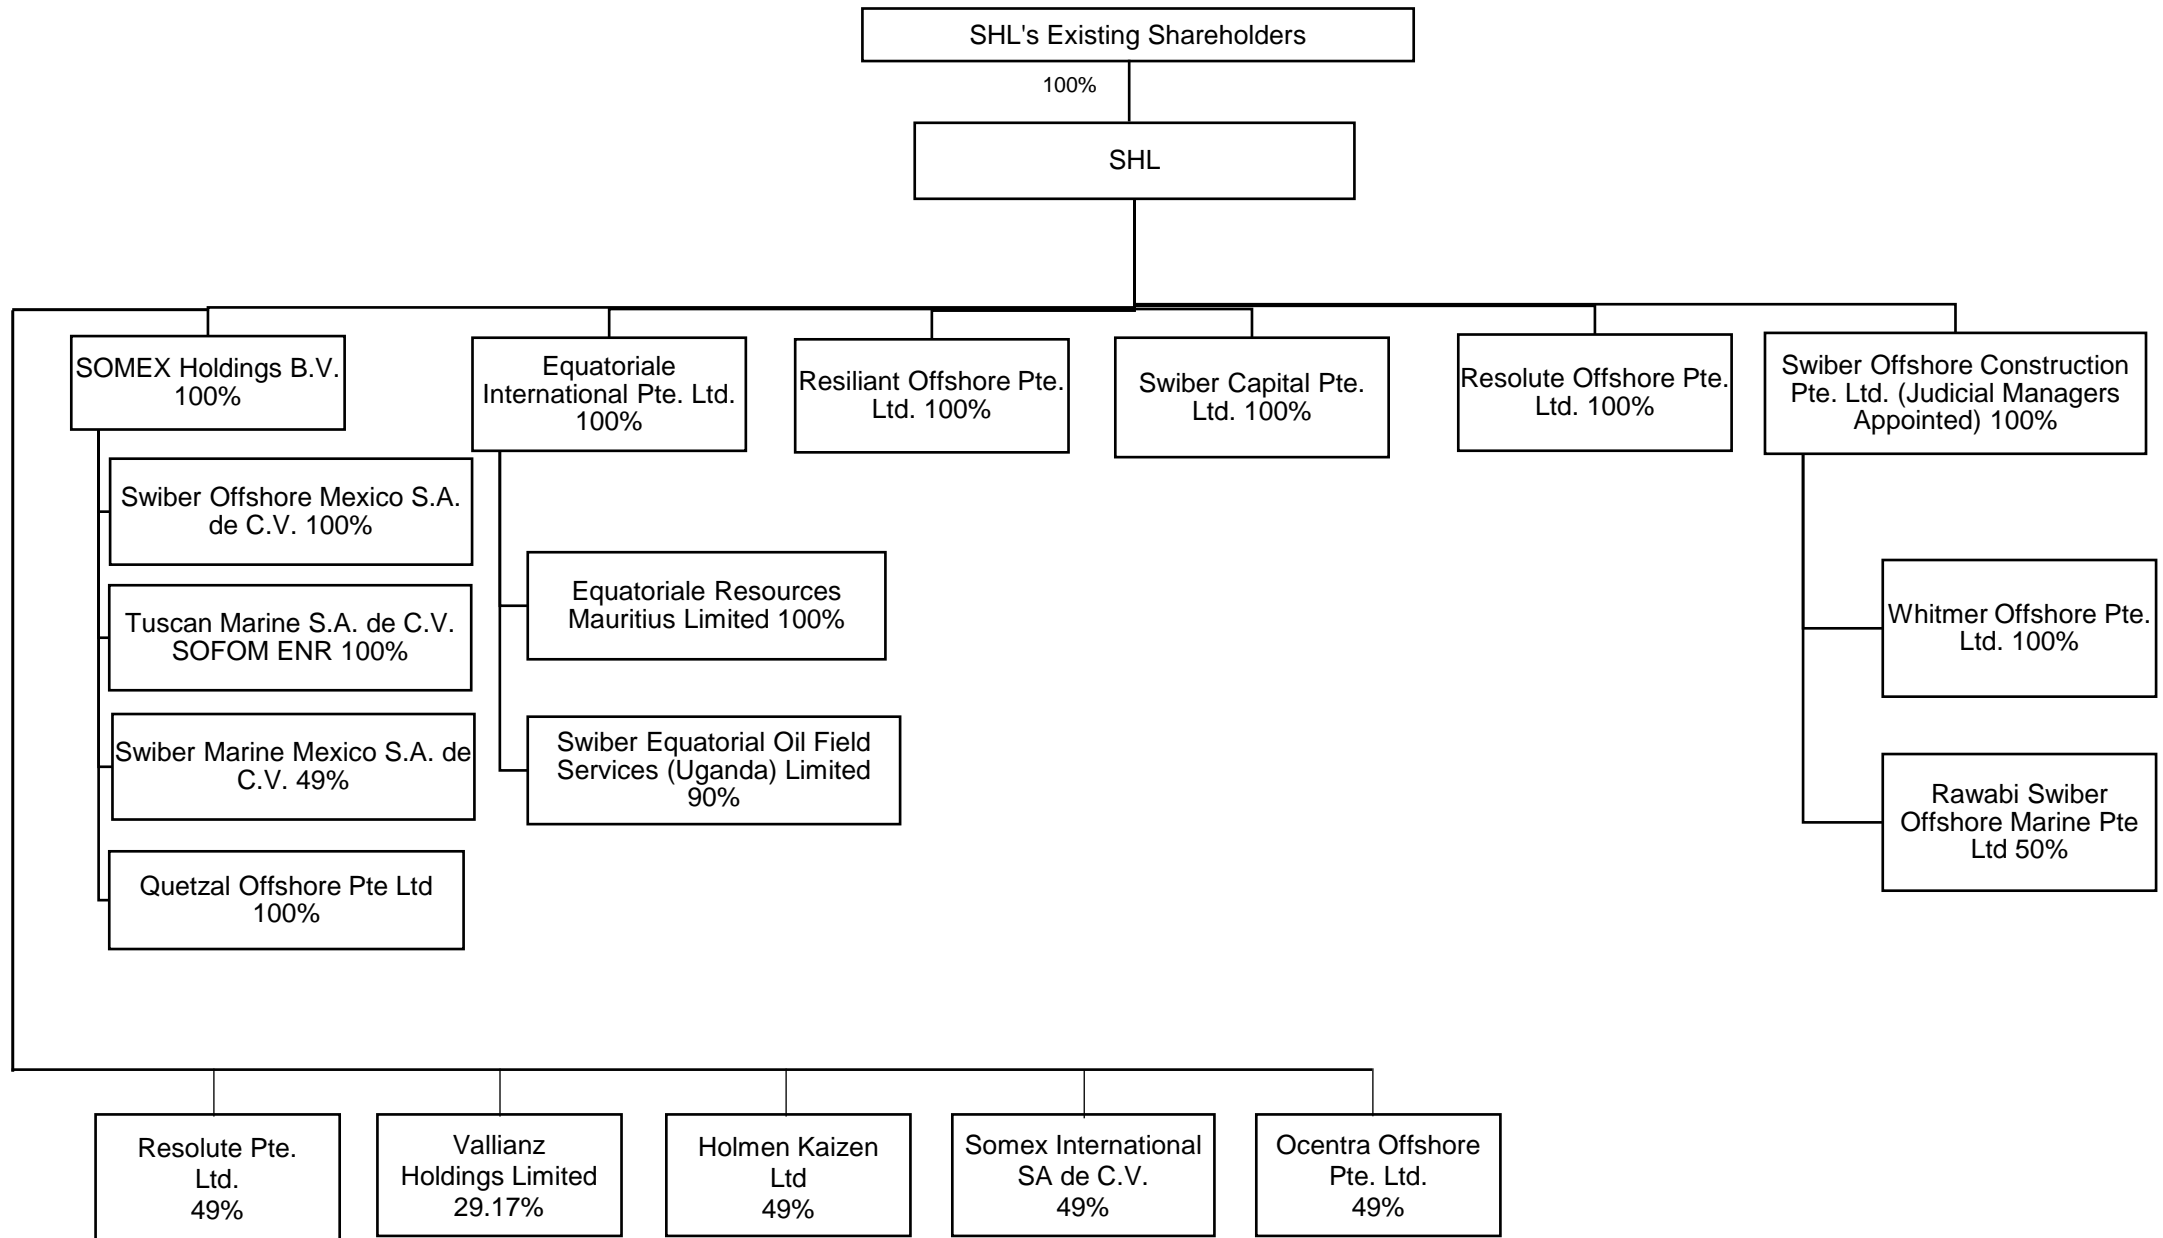 SHL's Existing Shareholders
100%
SHL
SOMEX Holdings B.V.
100%
Equatoriale
International Pte. Ltd.
100%
Resiliant Offshore Pte.
Ltd. 100%
Swiber Capital Pte.
Ltd. 100%
Resolute Offshore Pte.
Ltd. 100%
Swiber Offshore Construction
Pte. Ltd. (Judicial Managers
Appointed) 100%
Swiber Offshore Mexico S.A.
de C.V. 100%
Tuscan Marine S.A. de C.V.
SOFOM ENR 100%
Swiber Marine Mexico S.A. de
C.V. 49%
Quetzal Offshore Pte Ltd
100%
Equatoriale Resources
Mauritius Limited 100%
Swiber Equatorial Oil Field
Services (Uganda) Limited
90%
Whitmer Offshore Pte.
Ltd. 100%
Rawabi Swiber
Offshore Marine Pte
Ltd 50%
Resolute Pte.
Ltd.
49%
Vallianz
Holdings Limited
29.17%
Holmen Kaizen
Ltd
49%
Somex International
SA de C.V.
49%
Ocentra Offshore
Pte. Ltd.
49%